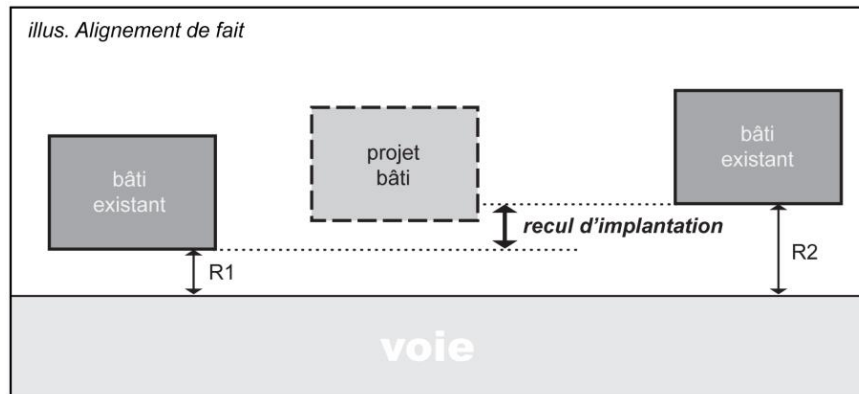 illus. Alignement de fait
bâti
existant
projet
bâti
bâti
existant
recul d'implantation
R1
R2
voie